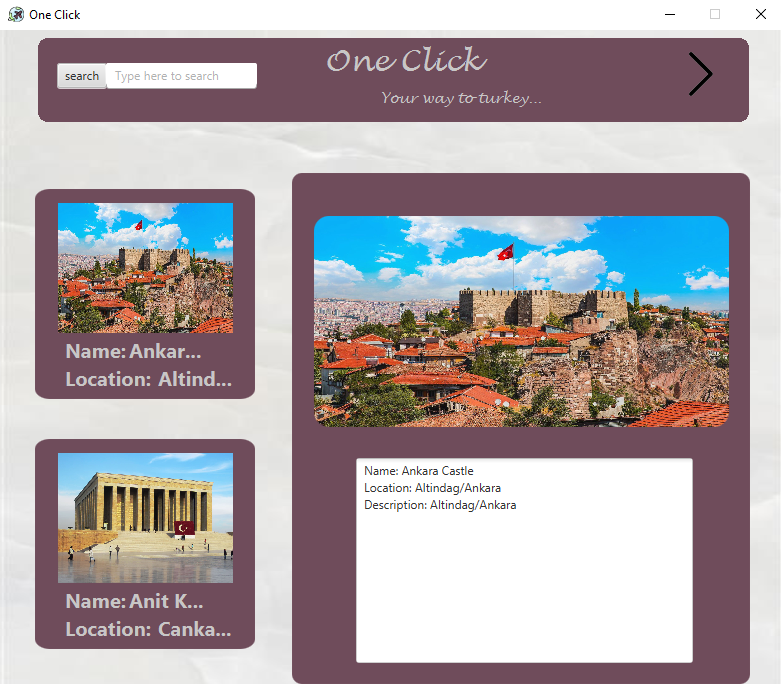 One Click
search
Type here to search
One Click
Your way to turkey...
Name: Ankar...
Location: Altind...
Name: Anit K...
Location: Canka...
Name: Ankara Castle
Location: Altindag/Ankara
Description: Altindag/Ankara